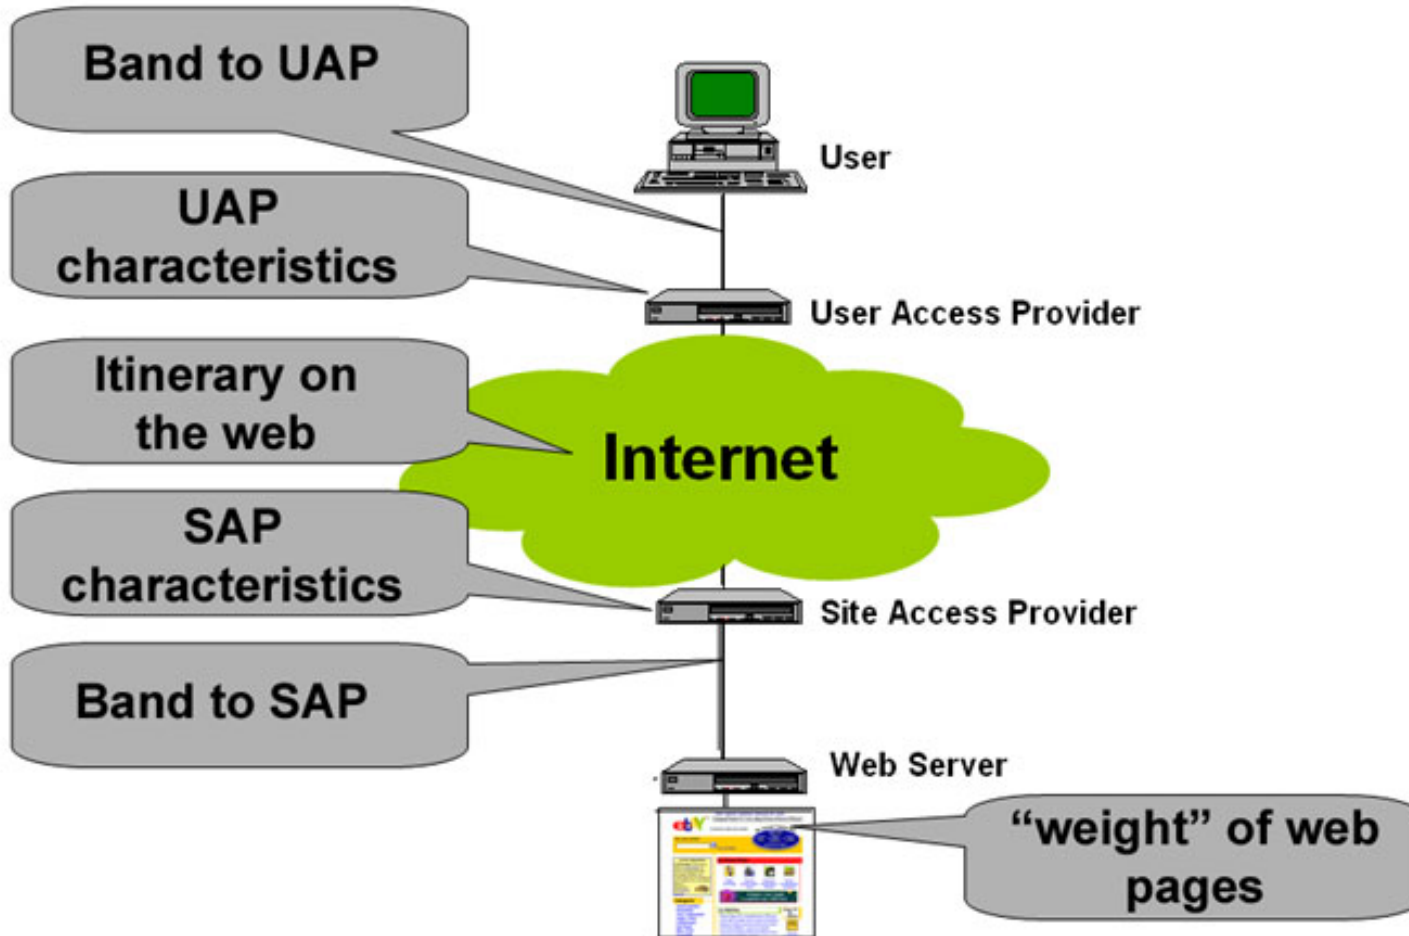 Band to UAP
User
UAP
characteristics
User Access Provider
Itinerary on
the web
Internet
SAP
characteristics
Site Access Provider
Band to SAP
Web Server
“weight” of web
pages
ebY